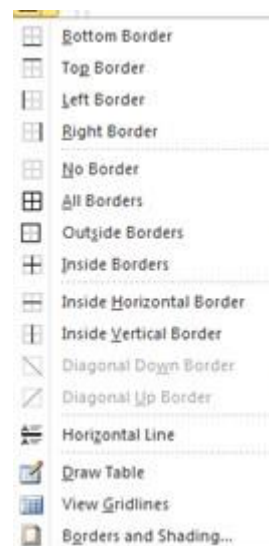 Bottom Border
Top Border
Left Border
Right Border
No Border
All Borders
Outside Borders
Inside Borders
Inside Horizontal Border
Inside Vertical Border
Diagonal Down Border
Diagonal Up Border
Horizontal Line
Draw Table
View Gridlines
Borders and Shading...